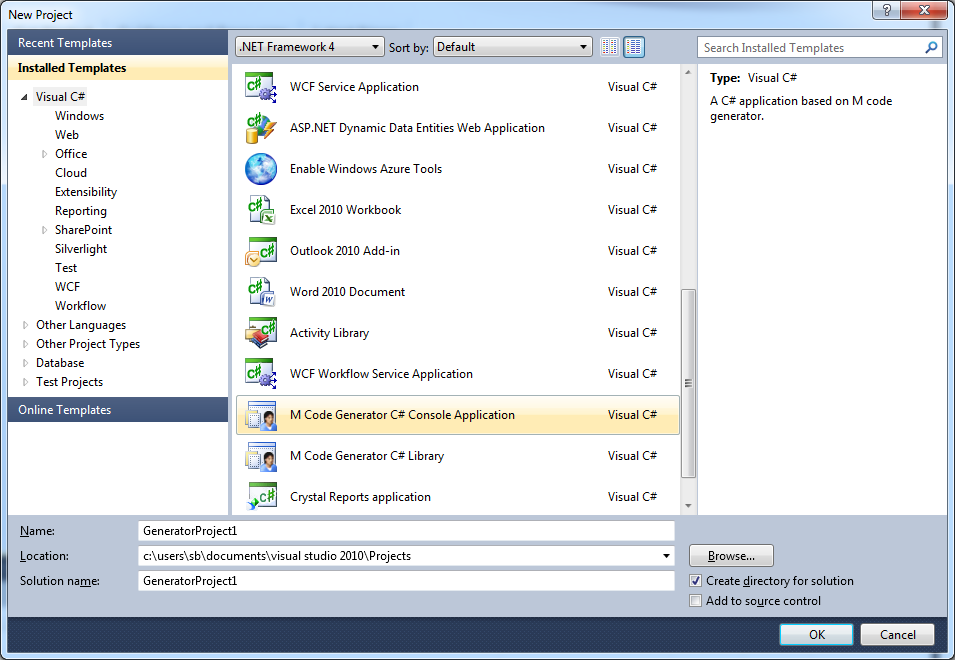 New Project
Recent Templates
Installed Templates
Visual C#
Windows
Web
Office
Cloud
Extensibility
Reporting
SharePoint
Silverlight
Test
WCF
Workflow
Other Languages
Other Project Types
Database
Test Projects
Online Templates
.NET Framework 4 Sort by: Default
WCF Service Application Visual C#
ASP.NET Dynamic Data Entities Web Application Visual C#
Enable Windows Azure Tools Visual C#
Excel 2010 Workbook Visual C#
Outlook 2010 Add-in Visual C#
Word 2010 Document Visual C#
Activity Library Visual C#
WCF Workflow Service Application Visual C#
M Code Generator C# Console Application Visual C#
M Code Generator C# Library Visual C#
Crystal Reports application Visual C#
Search Installed Templates
Type: Visual C#
A C# application based on M code
generator.
Name: GeneratorProject1
Location: c:\users\sb\documents\visual studio 2010\Projects Browse...
Solution name: GeneratorProject1
Create directory for solution
Add to source control
OK Cancel